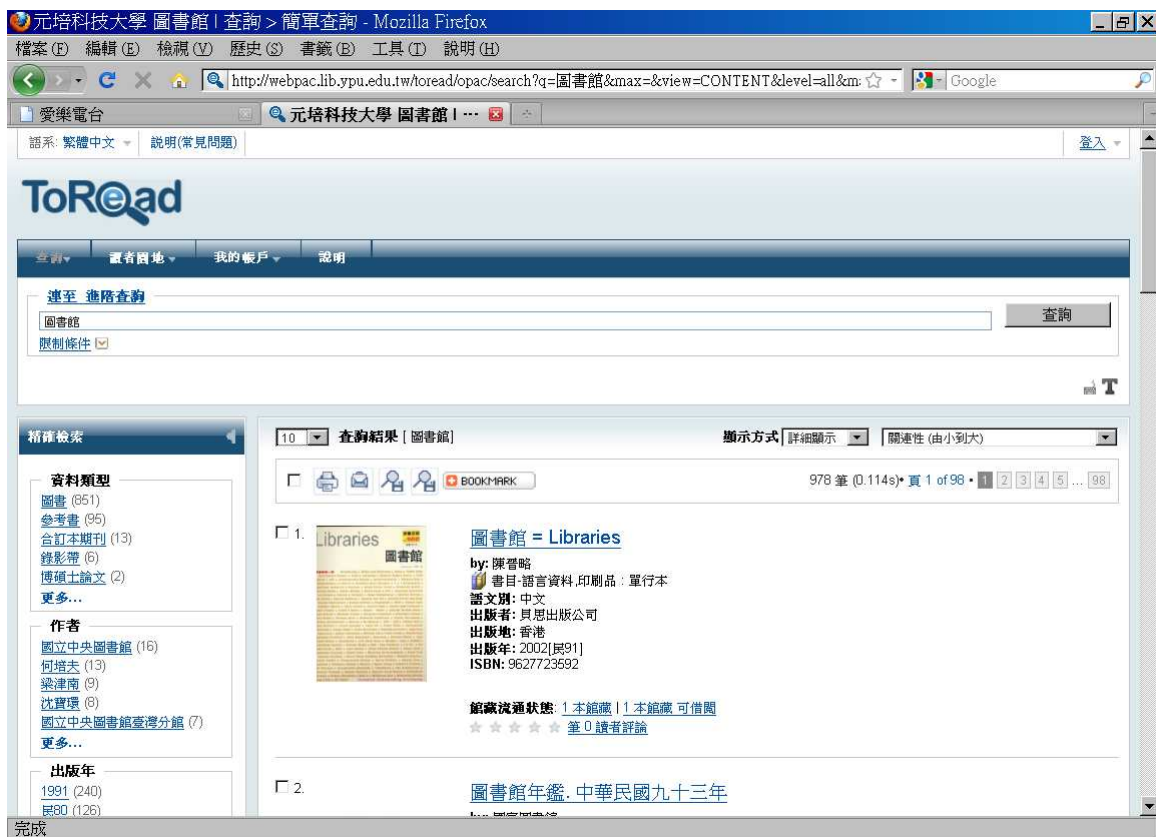 元培科技大學 圖書館 | 查詢 > 簡單查詢 - Mozilla Firefox
檔案(F) 編輯(E) 檢視(V) 歷史(S) 書籤(B) 工具(T) 說明(H)
http://webpac.lib.ypu.edu.tw/toread/opac/search?q=圖書館&max=&view=CONTENT&level=all&m: Google
愛樂電台 元培科技大學 圖書館 | ...
語系: 繁體中文 說明(常見問題) 登入
ToRead
查詢 讀者園地 我的帳戶 說明
連至 進階查詢
圖書館 查詢
限制條件
T
精確檢索
10 查詢結果 [ 圖書館] 顯示方式 詳細顯示 關連性 (由小到大)
BOOKMARK 978 筆 (0.114s)• 頁 1 of 98 • 1 2 3 4 5 ... 98
資料類型
圖書 (851)
參考書 (95)
合訂本期刊 (13)
錄影帶 (6)
博碩士論文 (2)
更多...
作者
國立中央圖書館 (16)
何培夫 (13)
梁津南 (9)
沈寶環 (8)
國立中央圖書館臺灣分館 (7)
更多...
出版年
1991 (240)
民80 (126)
1.
Libraries
圖書館
圖書館 = Libraries
by: 陳晉略
書目-語言資料,印刷品 : 單行本
語文別: 中文
出版者: 貝思出版公司
出版地: 香港
出版年: 2002[民91]
ISBN: 9627723592
館藏流通狀態: 1 本館藏 | 1 本館藏 可借閱
筆 0 讀者評論
2.
圖書館年鑑. 中華民國九十三年
完成